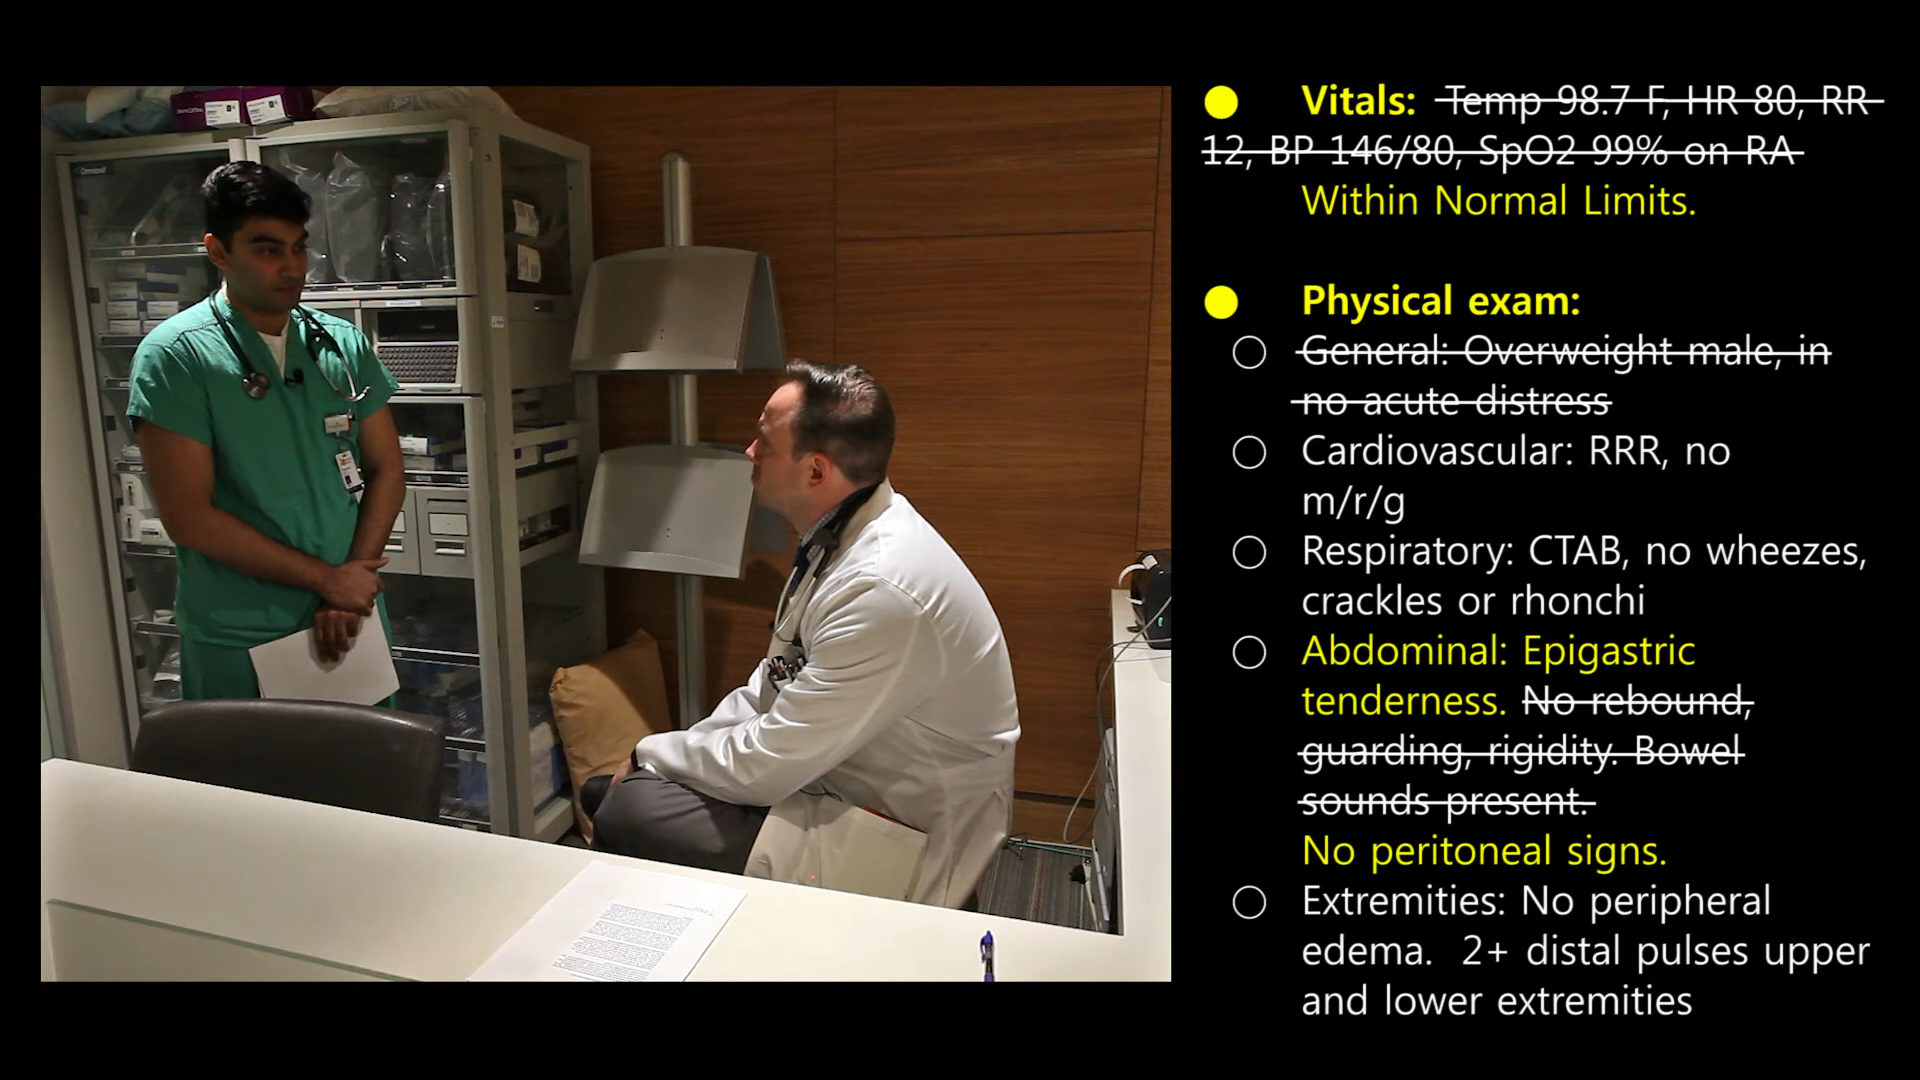 ● Vitals: Temp 98.7 F, HR 80, RR
12, BP 146/80, SpO2 99% on RA
Within Normal Limits.
● Physical exam:
○ General: Overweight male, in
no acute distress
○ Cardiovascular: RRR, no
m/r/g
○ Respiratory: CTAB, no wheezes,
crackles or rhonchi
○ Abdominal: Epigastric
tenderness. No rebound,
guarding, rigidity. Bowel
sounds present.
No peritoneal signs.
○ Extremities: No peripheral
edema. 2+ distal pulses upper
and lower extremities